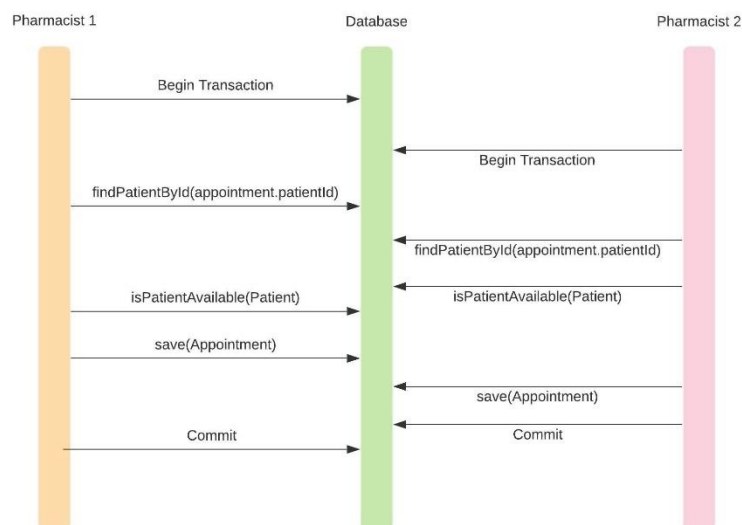 Pharmacist 1
Database
Pharmacist 2
Begin Transaction
Begin Transaction
findPatientById(appointment.patientId)
findPatientById(appointment.patientId)
isPatientAvailable(Patient)
isPatientAvailable(Patient)
save(Appointment)
save(Appointment)
Commit
Commit